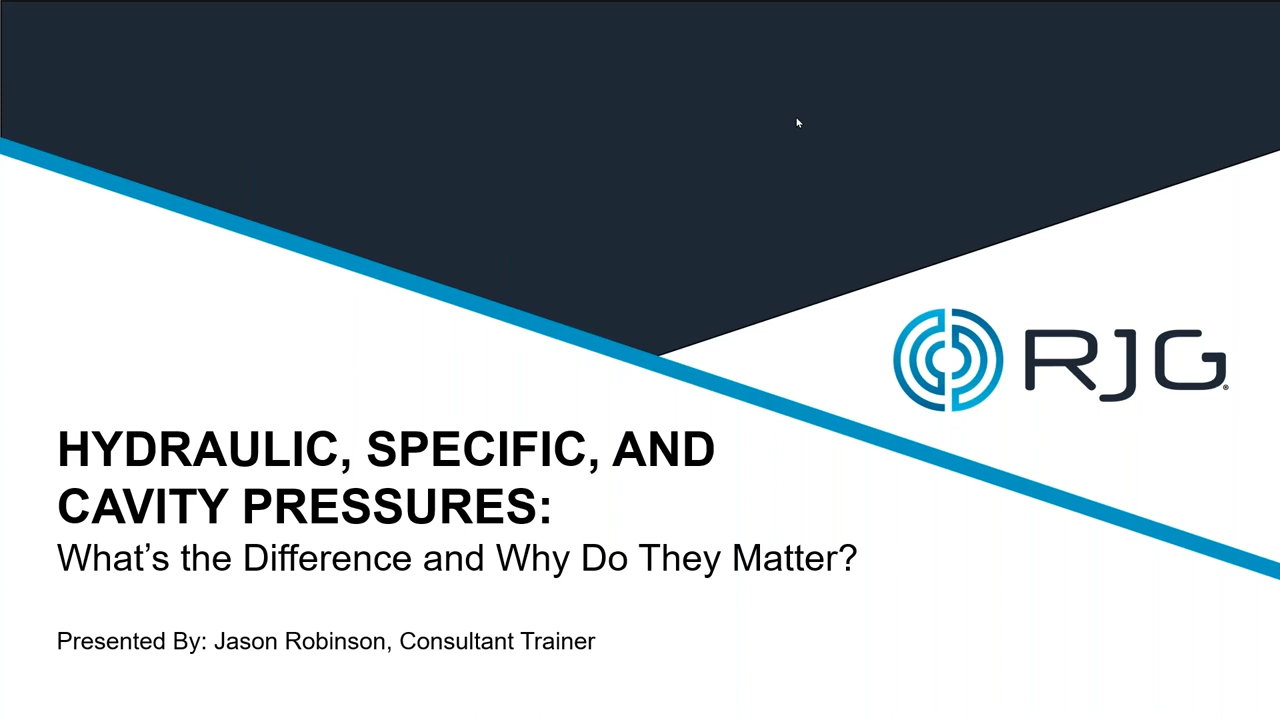 RJG®
HYDRAULIC, SPECIFIC, AND
CAVITY PRESSURES:
What’s the Difference and Why Do They Matter?
Presented By: Jason Robinson, Consultant Trainer